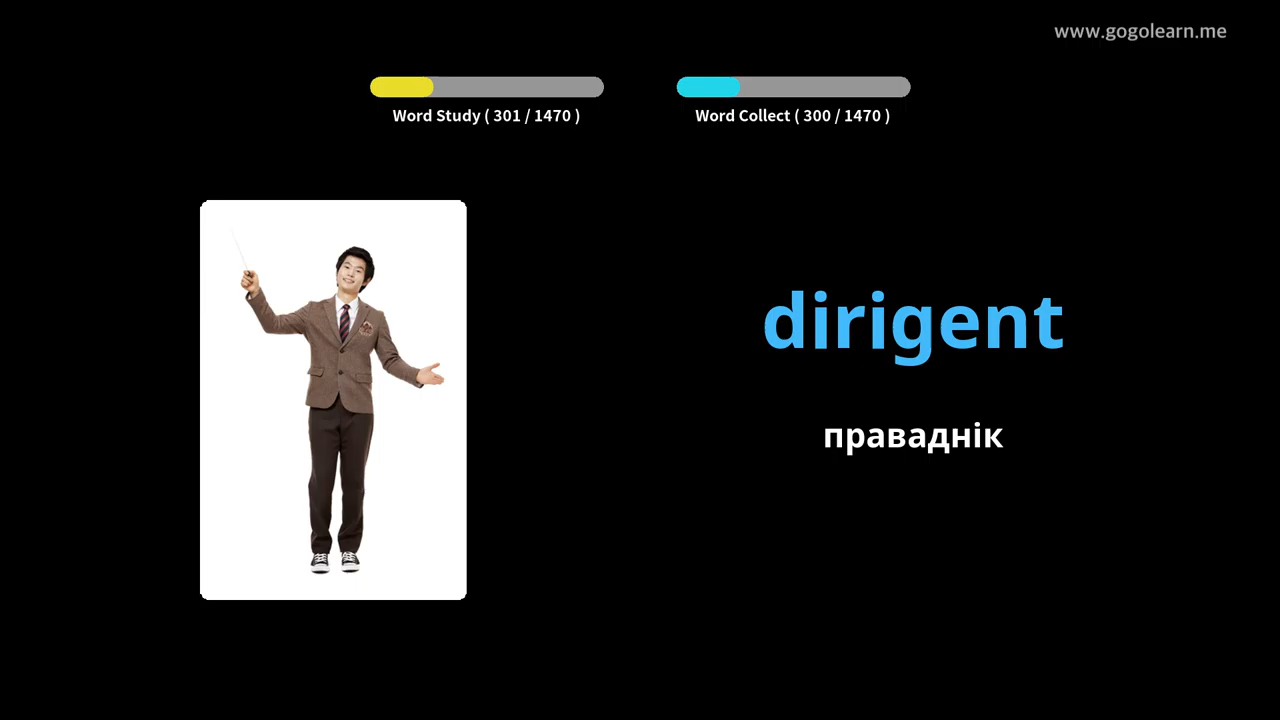 www.gogolearn.me
Word Study ( 301 / 1470 )
Word Collect ( 300 / 1470 )
dirigent
праваднік